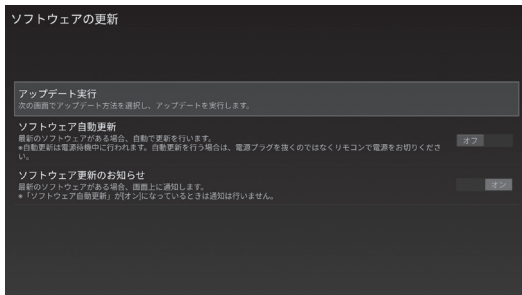 ソフトウェアの更新
アップデート実行
次の画面でアップデート方法を選択し、アップデートを実行します。
ソフトウェア自動更新
最新のソフトウェアがある場合、自動で更新を行います。
※自動更新は電源待機中に行われます。自動更新を行う場合は、電源プラグを抜くのではなくリモコンで電源をお切りくださ
い。
オフ
ソフトウェア更新のお知らせ
最新のソフトウェアがある場合、画面上に通知します。
※「ソフトウェア自動更新」が[オン]になっているときは通知は行いません。
オン